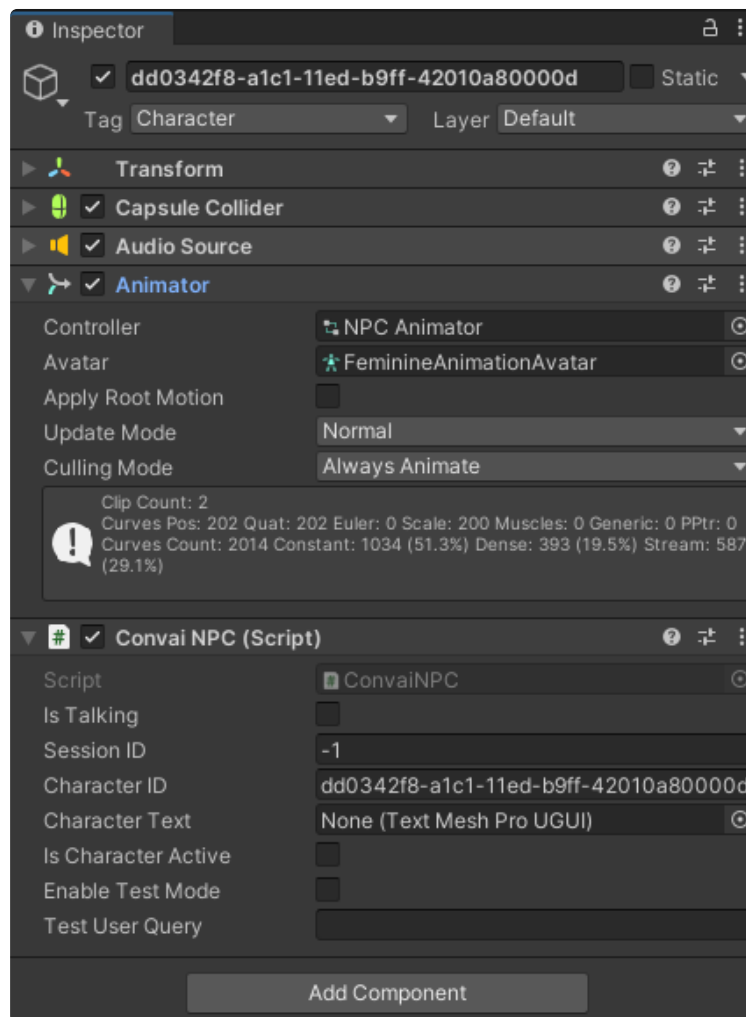 Inspector
dd0342f8-a1c1-11ed-b9ff-42010a80000d Static
Tag Character Layer Default
Transform
Capsule Collider
Audio Source
Animator
Controller NPC Animator
Avatar FeminineAnimationAvatar
Apply Root Motion
Update Mode Normal
Culling Mode Always Animate
Clip Count: 2
Curves Pos: 202 Quat: 202 Euler: 0 Scale: 200 Muscles: 0 Generic: 0 PPtr: 0
Curves Count: 2014 Constant: 1034 (51.3%) Dense: 393 (19.5%) Stream: 587
(29.1%)
# Convai NPC (Script)
Script # ConvaiNPC
Is Talking
Session ID -1
Character ID dd0342f8-a1c1-11ed-b9ff-42010a80000d
Character Text None (Text Mesh Pro UGUI)
Is Character Active
Enable Test Mode
Test User Query
Add Component